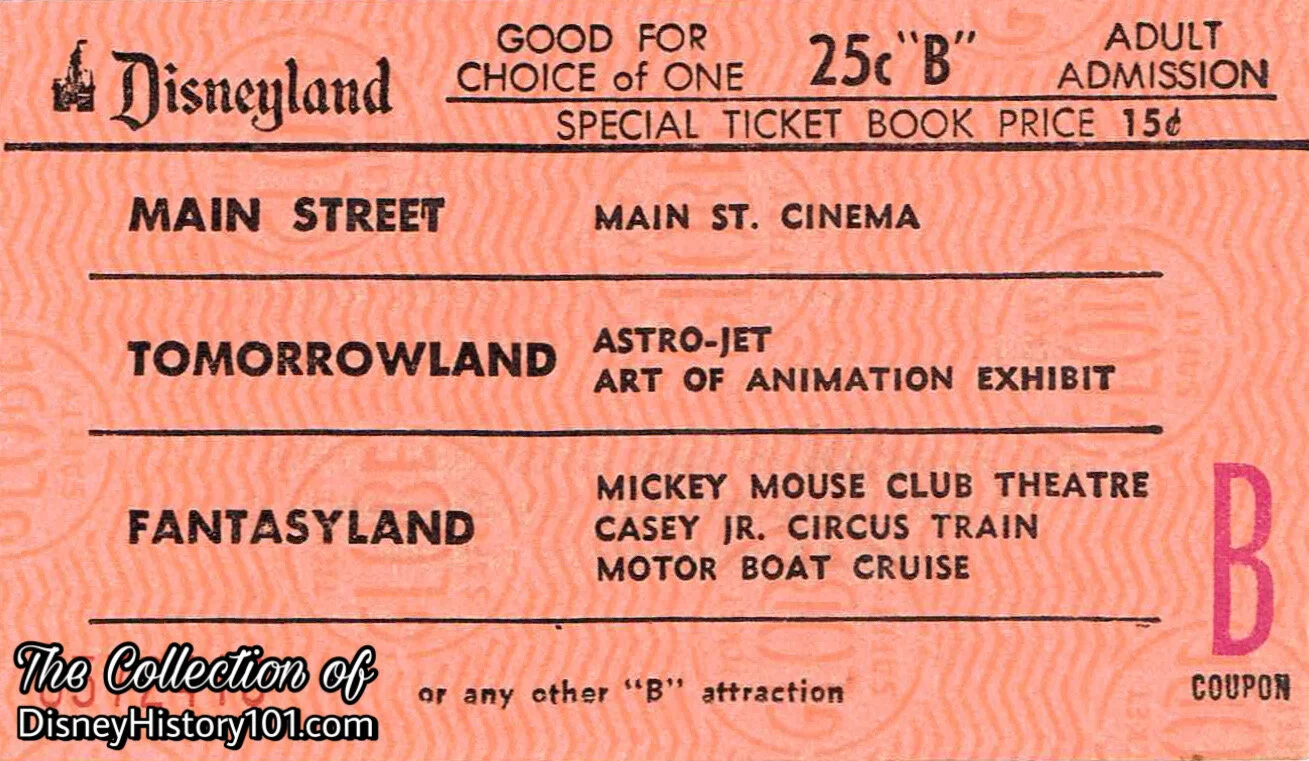 Disneyland
GOOD FOR
CHOICE of ONE
25c "B"
ADULT
ADMISSION
SPECIAL TICKET BOOK PRICE 15¢
MAIN STREET
MAIN ST. CINEMA
TOMORROWLAND
ASTRO-JET
ART OF ANIMATION EXHIBIT
FANTASYLAND
MICKEY MOUSE CLUB THEATRE
CASEY JR. CIRCUS TRAIN
MOTOR BOAT CRUISE
B
COUPON
or any other "B" attraction
The Collection of
DisneyHistory101.com